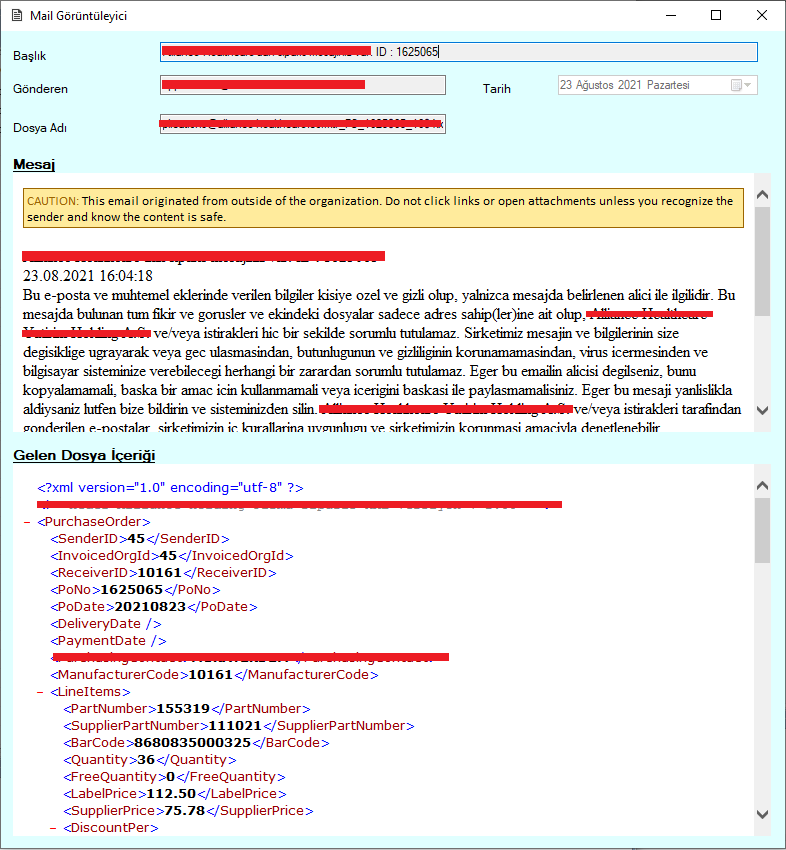 Mail Görüntüleyici
Başlık
ID : 1625065
Gönderen
Tarih
23 Ağustos 2021 Pazartesi
Dosya Adı
Mesaj
CAUTION: This email originated from outside of the organization. Do not click links or open attachments unless you recognize the
sender and know the content is safe.
23.08.2021 16:04:18
Bu e-posta ve muhtemel eklerinde verilen bilgiler kisiye ozel ve gizli olup, yalnizca mesajda belirlenen alici ile ilgilidir. Bu
mesajda bulunan tum fikir ve gorusler ve ekindeki dosyalar sadece adres sahip(ler)ine ait olup,
ve/veya istirakleri hic bir sekilde sorumlu tutulamaz. Sirketimiz mesajin ve bilgilerinin size
degisiklige ugrayarak veya gec ulasmasindan, butunlugunun ve gizliliginin korunamamasindan, virus icermesinden ve
bilgisayar sisteminize verebilecegi herhangi bir zarardan sorumlu tutulamaz. Eger bu emailin alicisi degilseniz, bunu
kopyalamamali, baska bir amac icin kullanmamali veya icerigini baskasi ile paylasmamalisiniz. Eger bu mesaji yanlislikla
aldiysaniz lutfen bize bildirin ve sisteminizden silin. ve/veya istirakleri tarafindan
gonderilen e-postalar, sirketimizin ic kurallarina uygunlugu ve sirketimizin korunmasi amaciyla denetlenebilir.
Gelen Dosya İçeriği
<?xml version="1.0" encoding="utf-8" ?>
– <PurchaseOrder>
<SenderID>45</SenderID>
<InvoicedOrgId>45</InvoicedOrgId>
<ReceiverID>10161</ReceiverID>
<PoNo>1625065</PoNo>
<PoDate>20210823</PoDate>
<DeliveryDate />
<PaymentDate />
<ManufacturerCode>10161</ManufacturerCode>
– <LineItems>
<PartNumber>155319</PartNumber>
<SupplierPartNumber>111021</SupplierPartNumber>
<BarCode>8680835000325</BarCode>
<Quantity>36</Quantity>
<FreeQuantity>0</FreeQuantity>
<LabelPrice>112.50</LabelPrice>
<SupplierPrice>75.78</SupplierPrice>
– <DiscountPer>